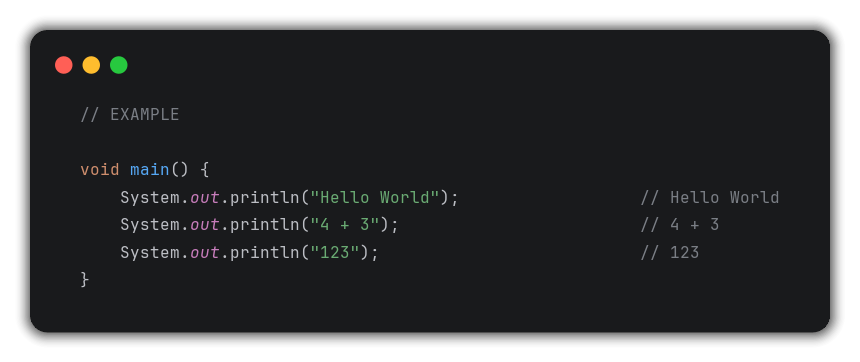 // EXAMPLE
void main() {
    System.out.println("Hello World");                  // Hello World
    System.out.println("4 + 3");                        // 4 + 3
    System.out.println("123");                          // 123
}